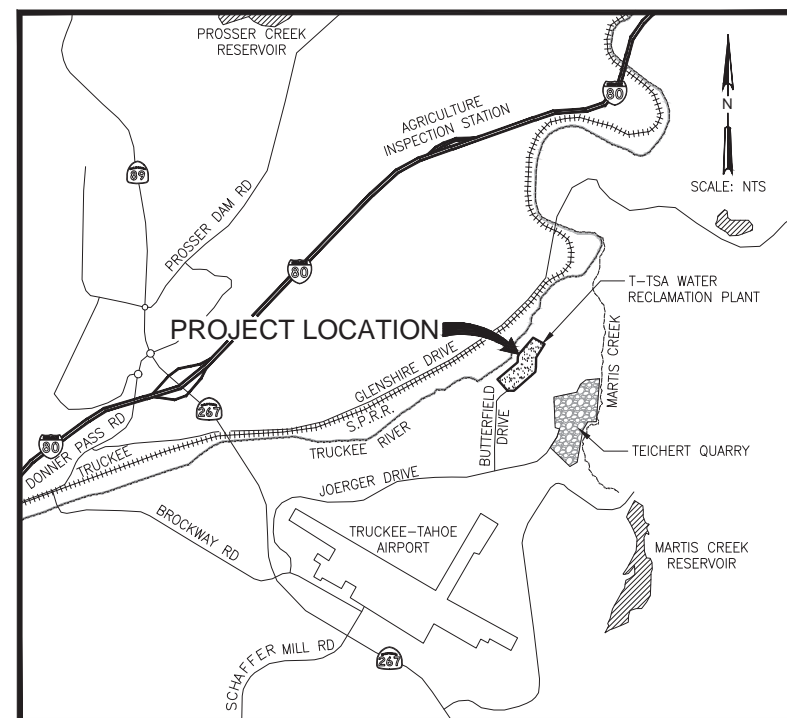 PROSSER CREEK
RESERVOIR
80
AGRICULTURE
INSPECTION STATION
N
SCALE: NTS
89
PROSSER DAM RD
80
T-TSA WATER
RECLAMATION PLANT
PROJECT LOCATION
MARTIS CREEK
GLENSHIRE DRIVE
S.P.R.R.
267
BUTTERFIELD
DRIVE
TRUCKEE RIVER
80
DONNER PASS RD
TRUCKEE
TEICHERT QUARRY
JOERGER DRIVE
BROCKWAY RD
TRUCKEE-TAHOE
AIRPORT
MARTIS CREEK
RESERVOIR
SCHAFFER MILL RD
267